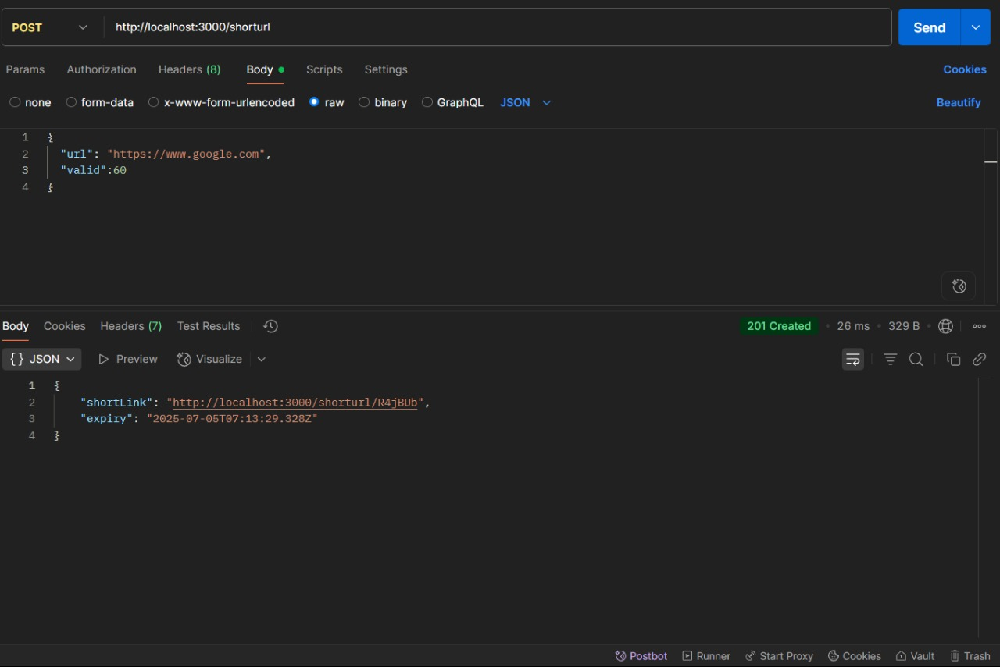 POST http://localhost:3000/shorturl Send
Params Authorization Headers (8) Body Scripts Settings Cookies
none form-data x-www-form-urlencoded raw binary GraphQL JSON Beautify
1 {
2 "url": "https://www.google.com",
3 "valid":60
4 }
Body Cookies Headers (7) Test Results 201 Created 26 ms 329 B
{} JSON Preview Visualize
1 {
2 "shortLink": "http://localhost:3000/shorturl/R4jBUb",
3 "expiry": "2025-07-05T07:13:29.328Z"
4 }
Postbot Runner Start Proxy Cookies Vault Trash